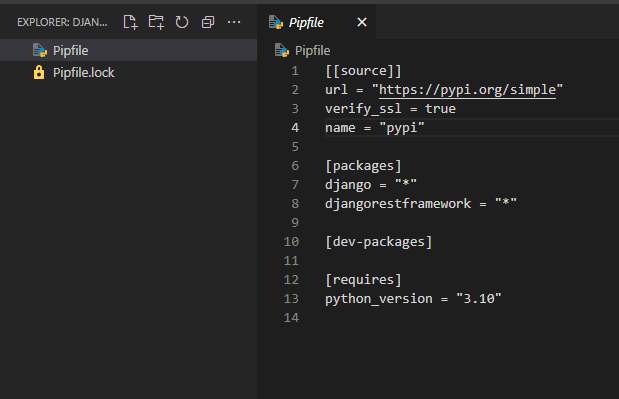 EXPLORER: DJAN...
Pipfile
Pipfile.lock
Pipfile
Pipfile
1 [[source]]
2 url = "https://pypi.org/simple"
3 verify_ssl = true
4 name = "pypi"
5
6 [packages]
7 django = "*"
8 djangorestframework = "*"
9
10 [dev-packages]
11
12 [requires]
13 python_version = "3.10"
14